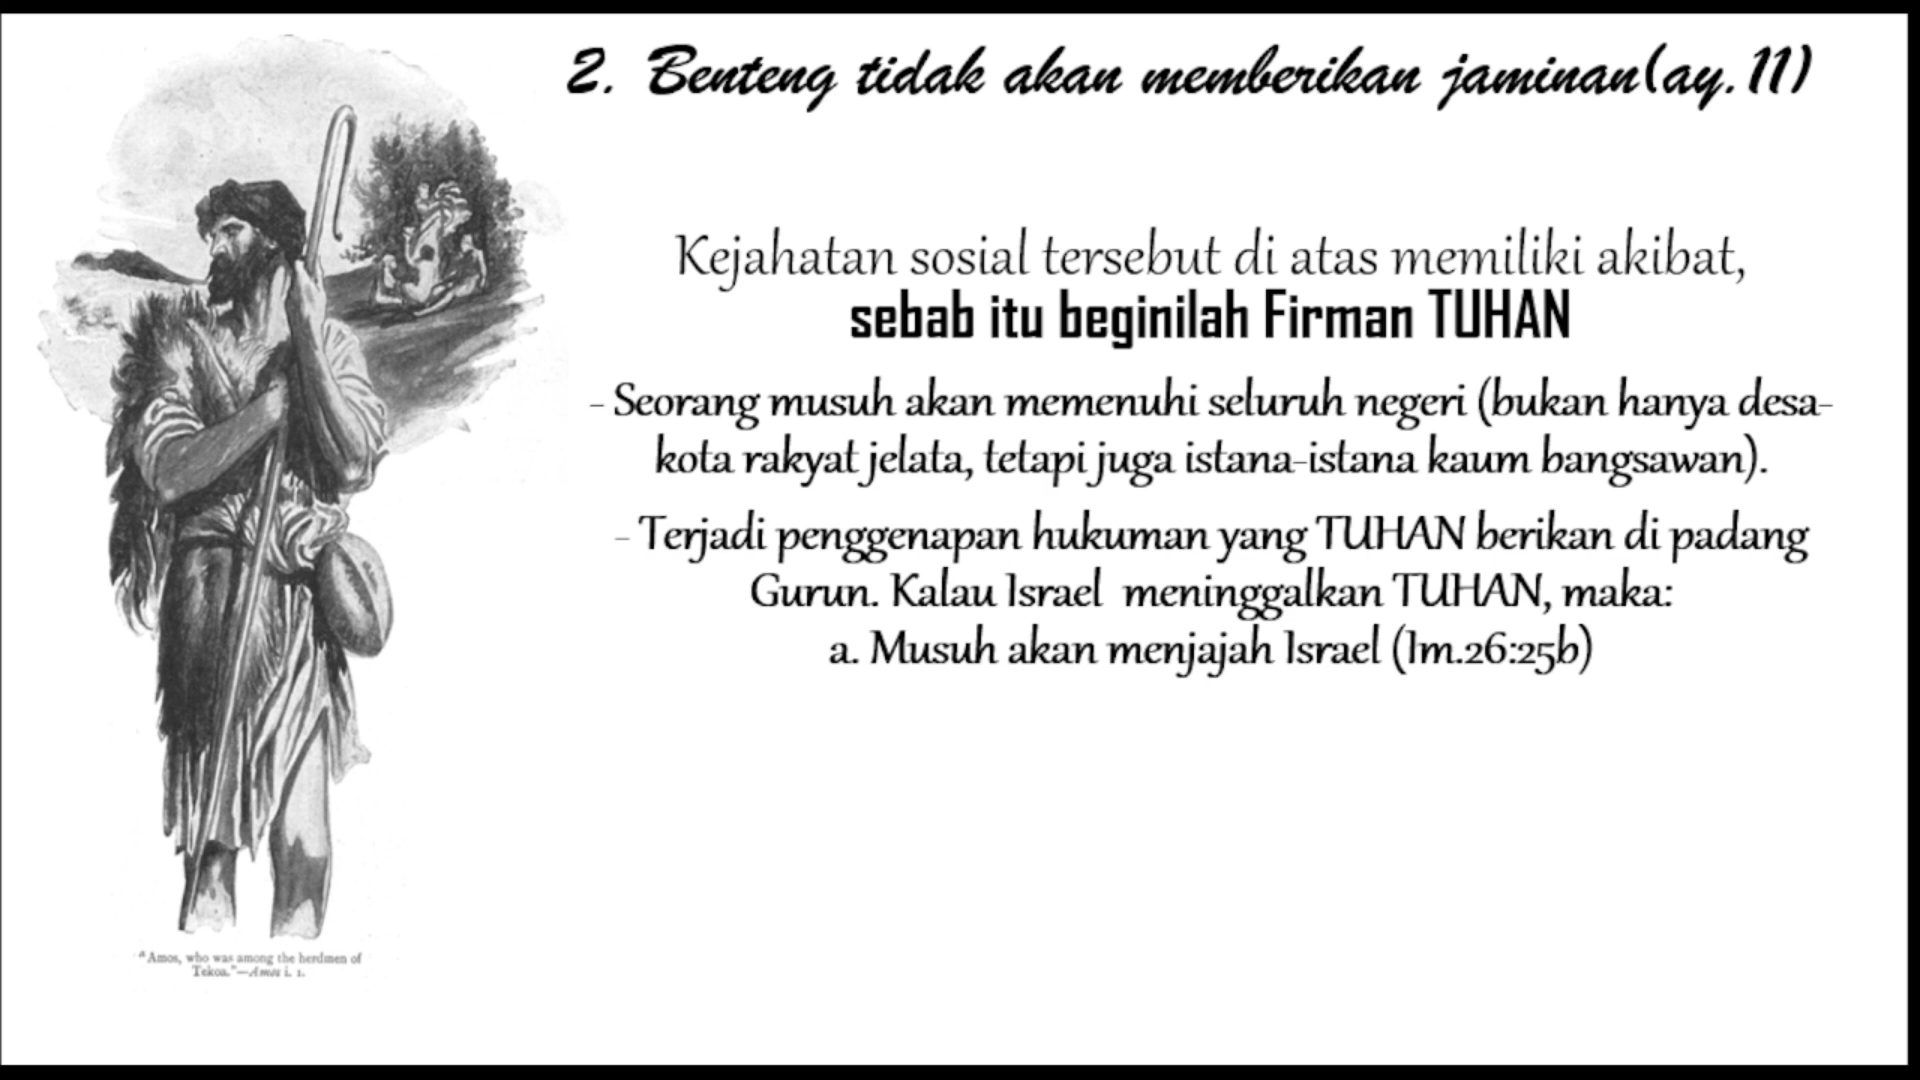 2. Benteng tidak akan memberikan jaminan(ay.11)
Kejahatan sosial tersebut di atas memiliki akibat,
sebab itu beginilah Firman TUHAN
- Seorang musuh akan memenuhi seluruh negeri (bukan hanya desa-
kota rakyat jelata, tetapi juga istana-istana kaum bangsawan).
- Terjadi penggenapan hukuman yang TUHAN berikan di padang
Gurun. Kalau Israel meninggalkan TUHAN, maka:
a. Musuh akan menjajah Israel (Im.26:25b)
"Amos, who was among the herdmen of
Tekoa."—Amos i. 1.